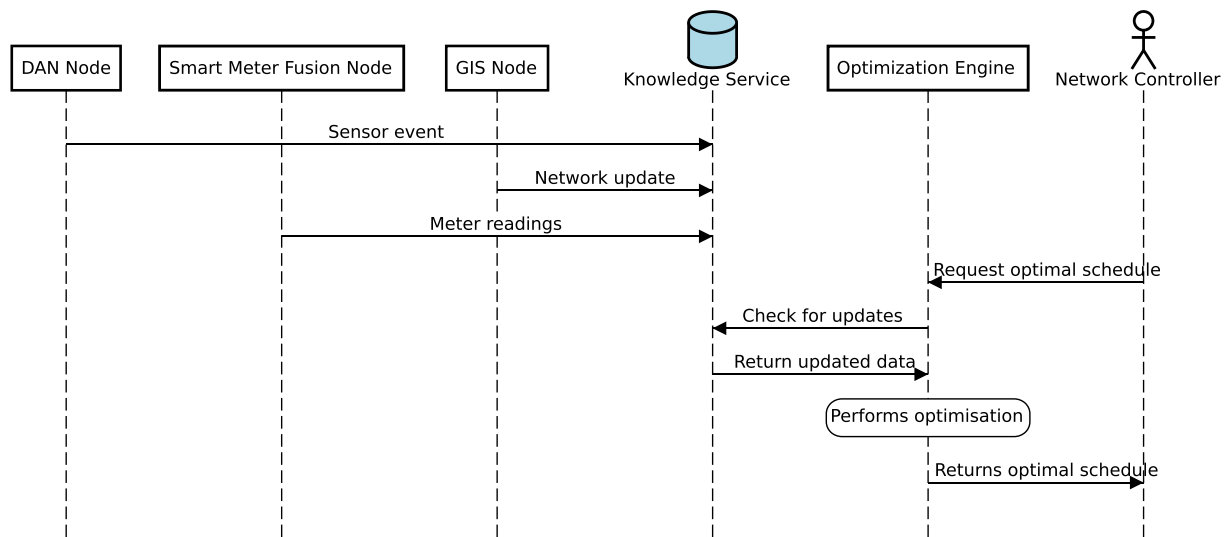 DAN Node
Smart Meter Fusion Node
GIS Node
Knowledge Service
Optimization Engine
Network Controller
Sensor event
Network update
Meter readings
Request optimal schedule
Check for updates
Return updated data
Performs optimisation
Returns optimal schedule